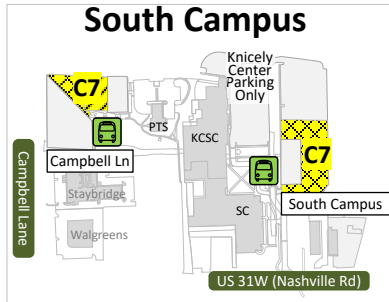 South Campus
Knicely
Center
Parking
Only
C7
PTS
KCSC
C7
Campbell Ln
Campbell Lane
Staybridge
SC
South Campus
Walgreens
US 31W (Nashville Rd)